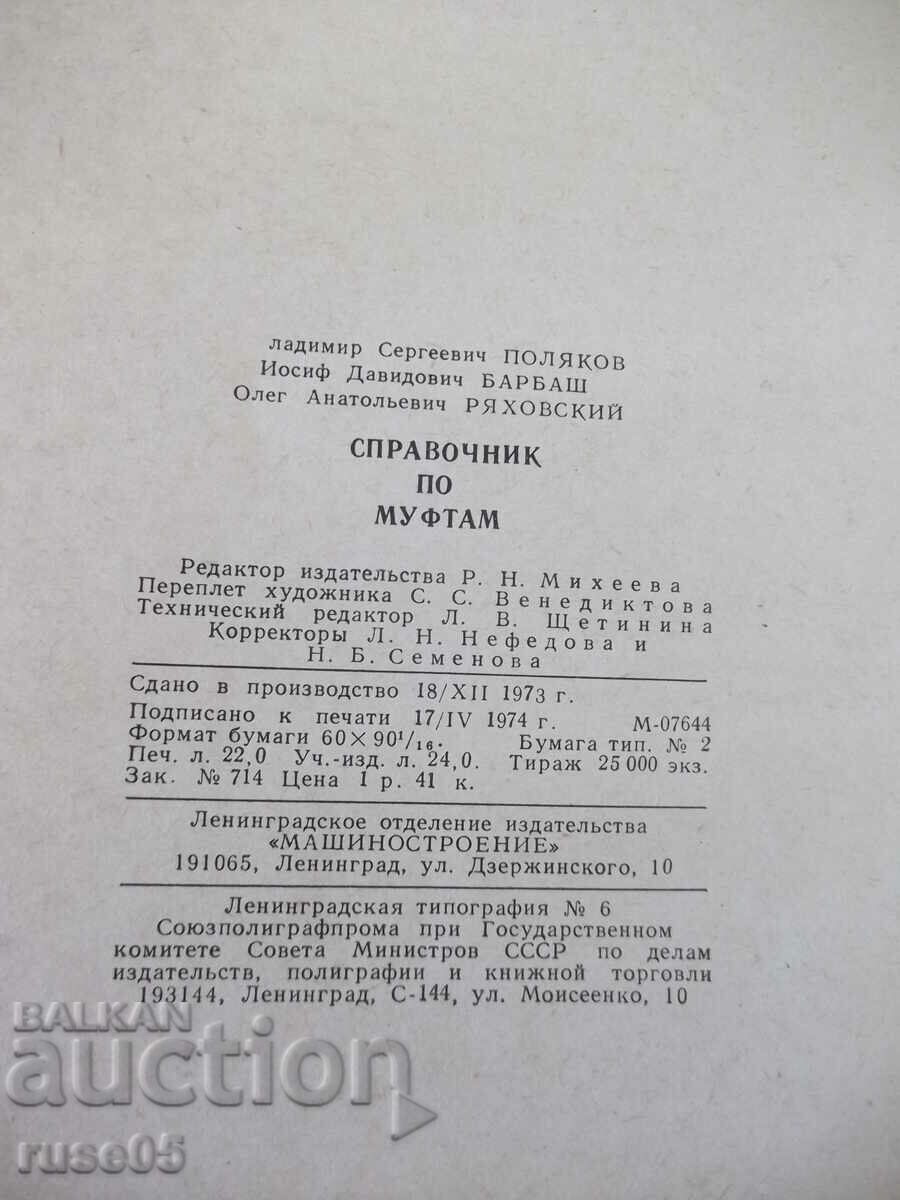 ладимир Сергеевич ПОЛЯКОВ
Иосиф Давидович БАРБАШ
Олег Анатольевич РЯХОВСКИЙ
СПРАВОЧНИК
ПО
МУФТАМ
Редактор издательства Р. Н. Михеева
Переплет художника С. С. Венедиктова
Технический редактор Л. В. Щетинина
Корректоры Л. Н. Нефедова и
Н. Б. Семенова
Сдано в производство 18/XII 1973 г.
Подписано к печати 17/IV 1974 г. М-07644
Формат бумаги 60×90¹/₁₆. Бумага тип. № 2
Печ. л. 22,0 Уч.-изд. л. 24,0. Тираж 25 000 экз.
Зак. № 714 Цена 1 р. 41 к.
Ленинградское отделение издательства
«МАШИНОСТРОЕНИЕ»
191065, Ленинград, ул. Дзержинского, 10
Ленинградская типография № 6
Союзполиграфпрома при Государственном
комитете Совета Министров СССР по делам
издательств, полиграфии и книжной торговли
193144, Ленинград, С-144, ул. Моисеенко, 10
BALKAN
auction
ruse05